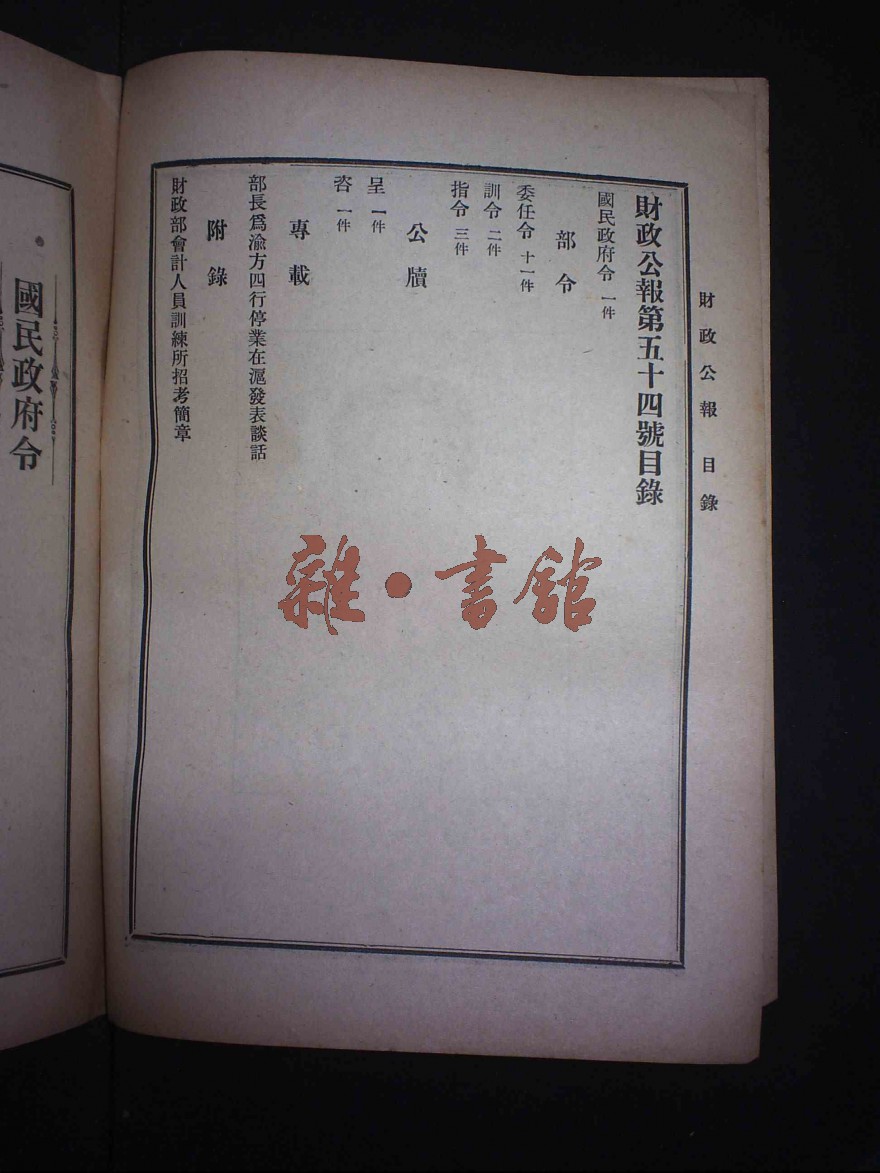 財政公報 目錄
財政公報第五十四號目錄
國民政府令 一件
部令
委任令 十一件
訓令 二件
指令 三件
公牘
呈 一件
咨 一件
專載
部長爲渝方四行停業在滬發表談話
附錄
財政部會計人員訓練所招考簡章
國民政府令
雜·書館